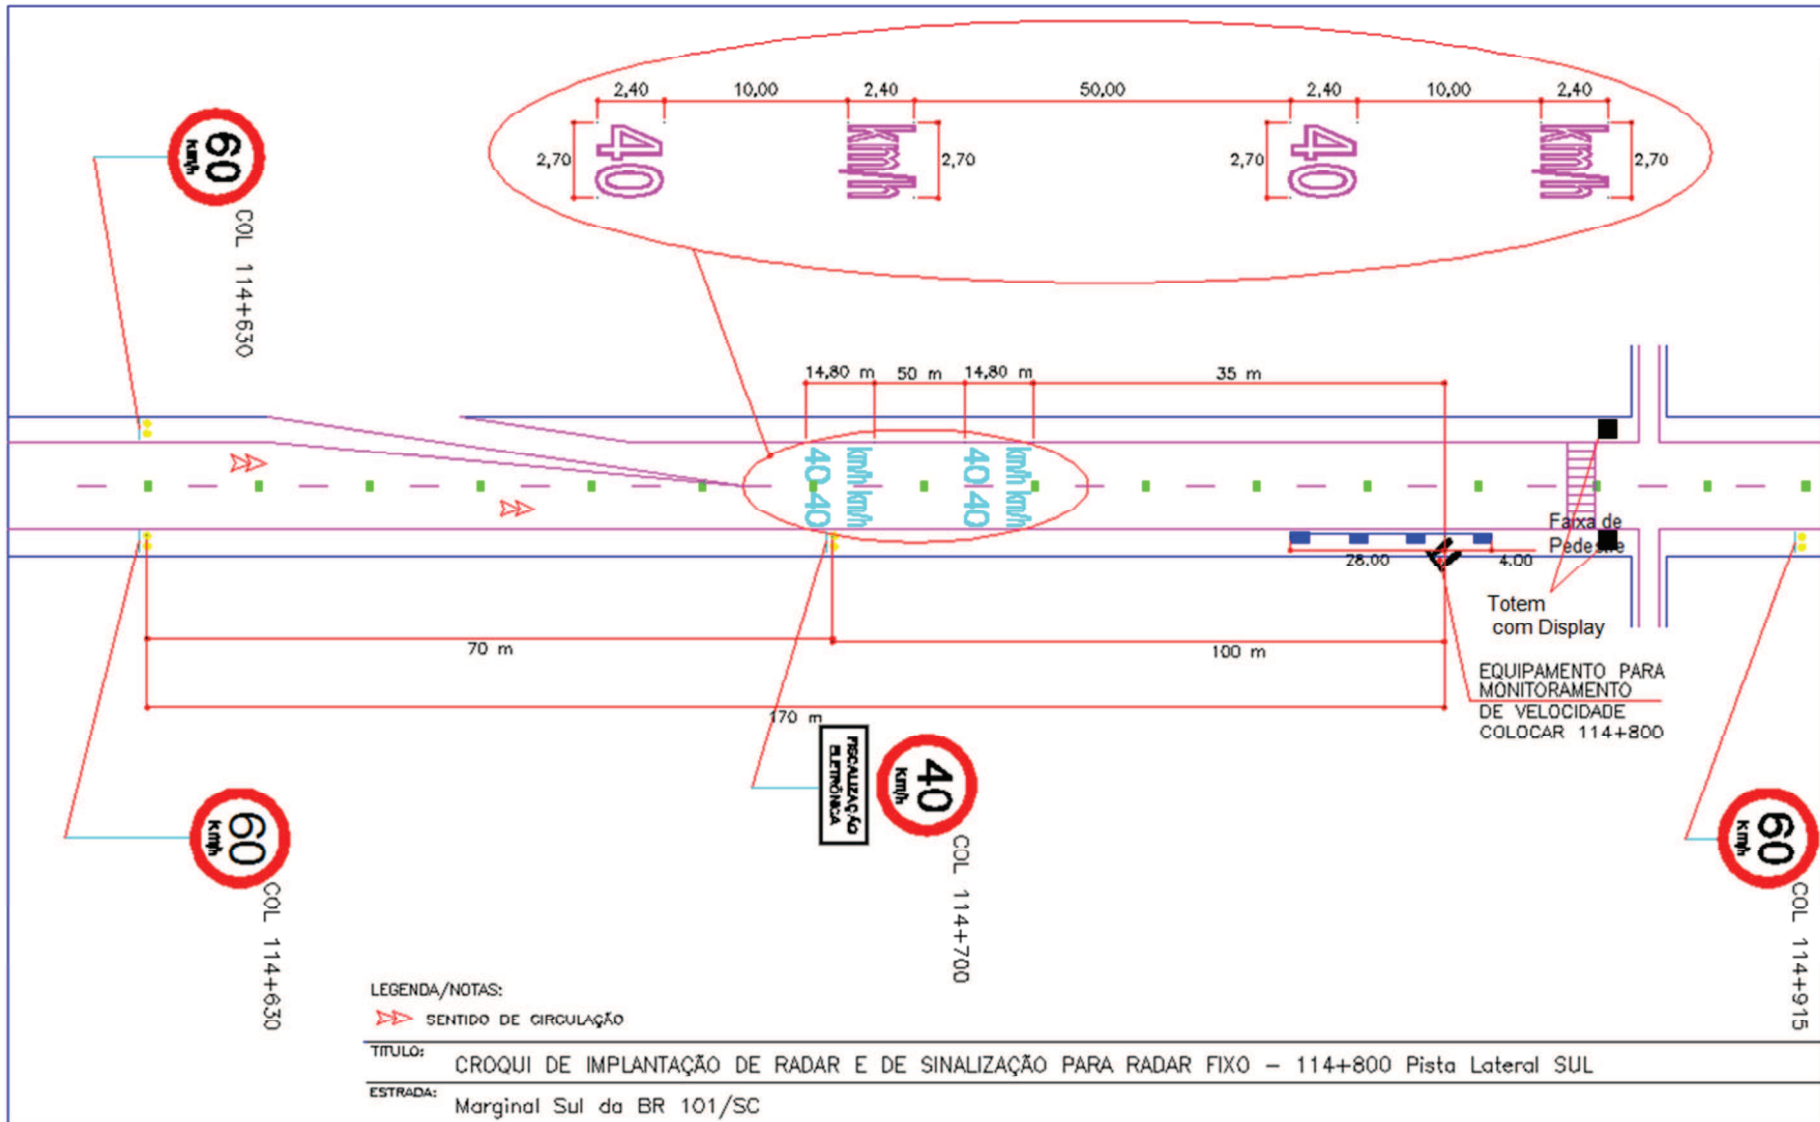 2,40
10,00
2,40
50,00
2,40
10,00
2,40
40
km/h
40
km/h
2,70
2,70
2,70
2,70
60
km/h
COL 114+630
14,80 m
50 m
14,80 m
35 m
40 km/h
40 km/h
40 km/h
40 km/h
Faixa de
Pedestre
28.00
4.00
Totem
com Display
70 m
100 m
170 m
EQUIPAMENTO PARA
MONITORAMENTO
DE VELOCIDADE
COLOCAR 114+800
FISCALIZAÇÃO
ELETRÔNICA
40
km/h
COL 114+700
60
km/h
COL 114+630
60
km/h
COL 114+915
LEGENDA/NOTAS:
SENTIDO DE CIRCULAÇÃO
TITULO:
CROQUI DE IMPLANTAÇÃO DE RADAR E DE SINALIZAÇÃO PARA RADAR FIXO – 114+800 Pista Lateral SUL
ESTRADA:
Marginal Sul da BR 101/SC